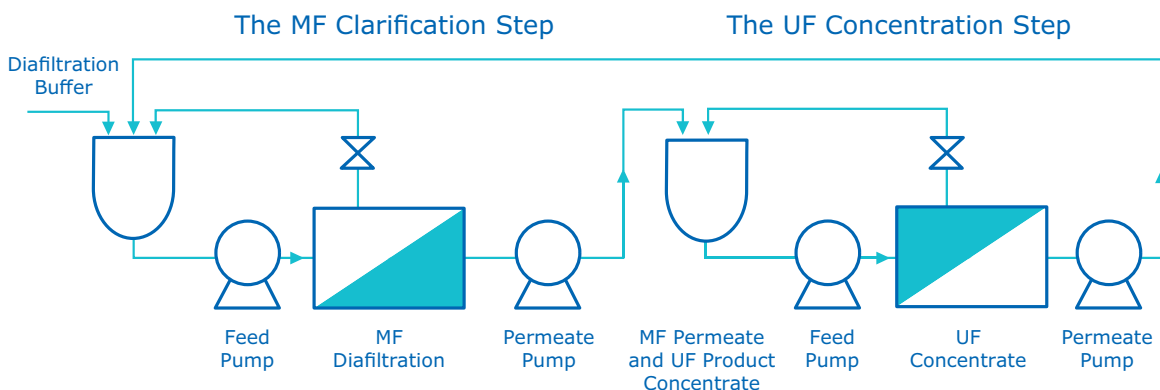 The MF Clarification Step
The UF Concentration Step
Diafiltration
Buffer
Feed
Pump
MF
Diafiltration
Permeate
Pump
MF Permeate
and UF Product
Concentrate
Feed
Pump
UF
Concentrate
Permeate
Pump